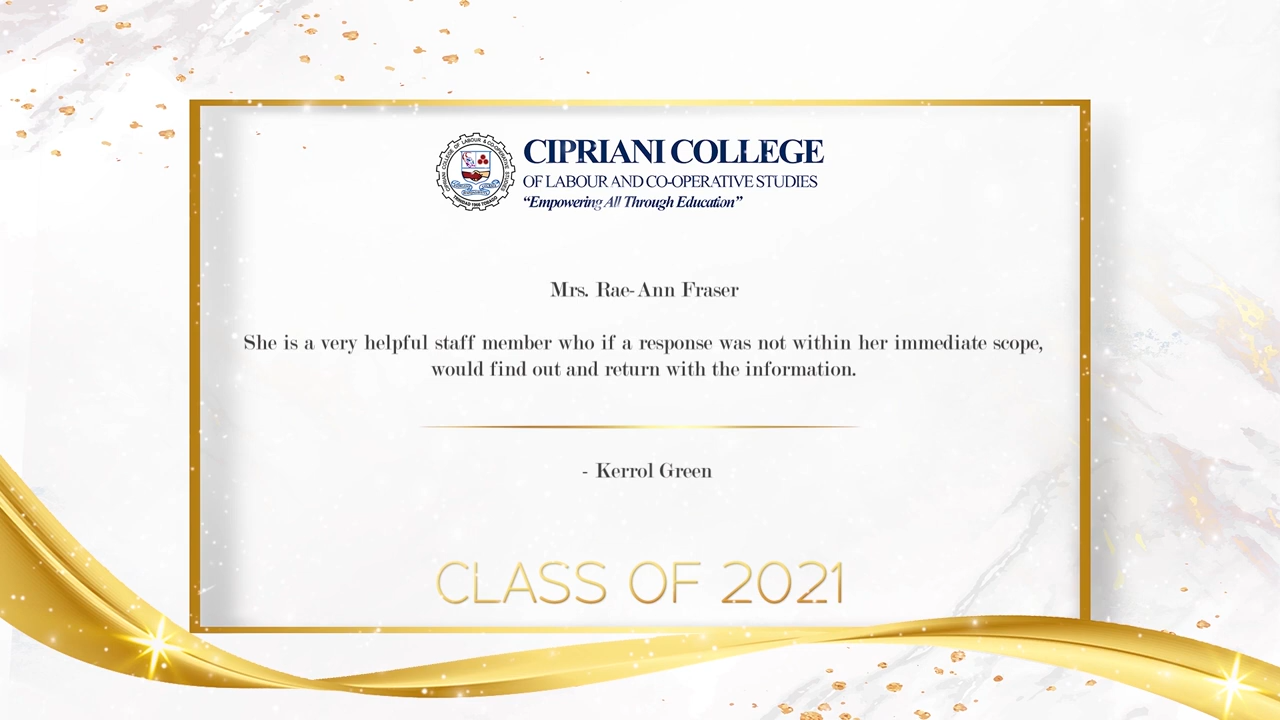 CIPRIANI COLLEGE
OF LABOUR AND CO-OPERATIVE STUDIES
“Empowering All Through Education”
Mrs. Rae-Ann Fraser
She is a very helpful staff member who if a response was not within her immediate scope,
would find out and return with the information.
- Kerrol Green
CLASS OF 2021